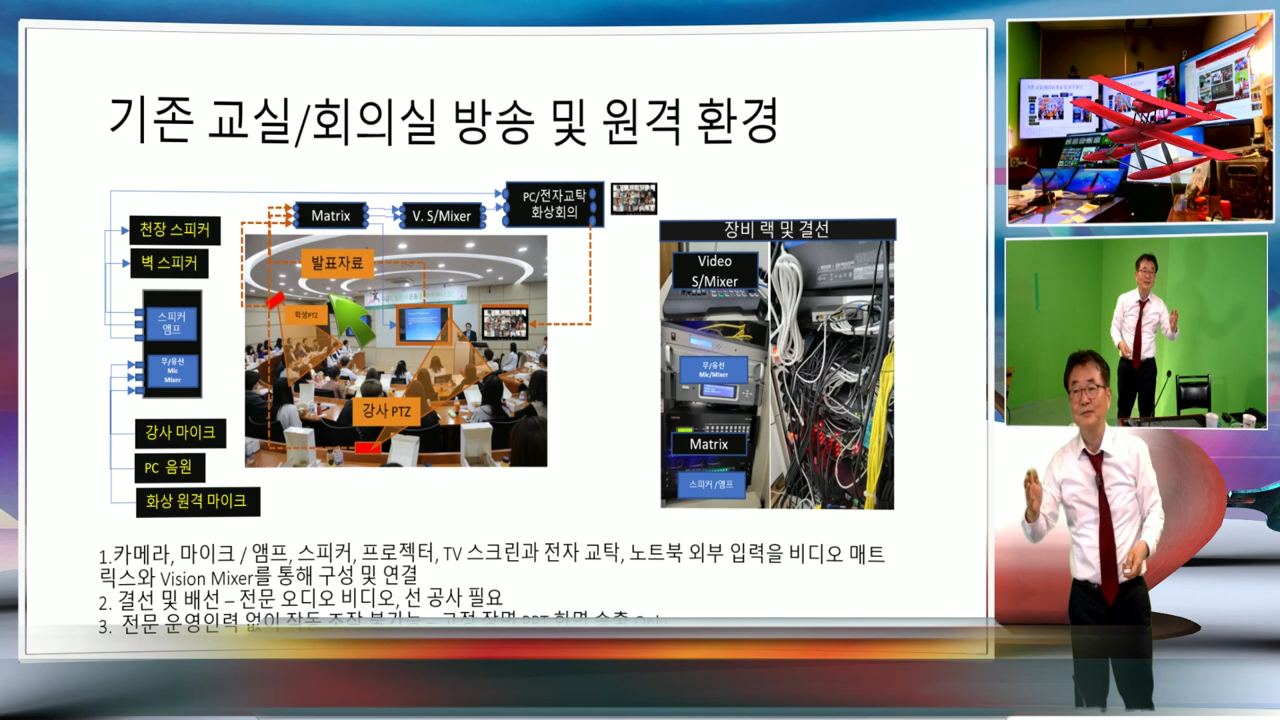 기존 교실/회의실 방송 및 원격 환경
PC/전자교탁
화상회의
Matrix
V. S/Mixer
천장 스피커
벽 스피커
발표자료
학생PTZ
스피커
앰프
무/유선
Mic
Mixer
강사 PTZ
강사 마이크
PC 음원
화상 원격 마이크
장비 랙 및 결선
Video
S/Mixer
무/유선
Mic/Mixer
Matrix
스피커/앰프
1.카메라, 마이크 / 앰프, 스피커, 프로젝터, TV 스크린과 전자 교탁, 노트북 외부 입력을 비디오 매트
릭스와 Vision Mixer를 통해 구성 및 연결
2. 결선 및 배선 – 전문 오디오 비디오, 선 공사 필요
3. 전문 운영인력 없이 작동 조작 불가능 – 고정 장면 PPT 화면 송출 Only